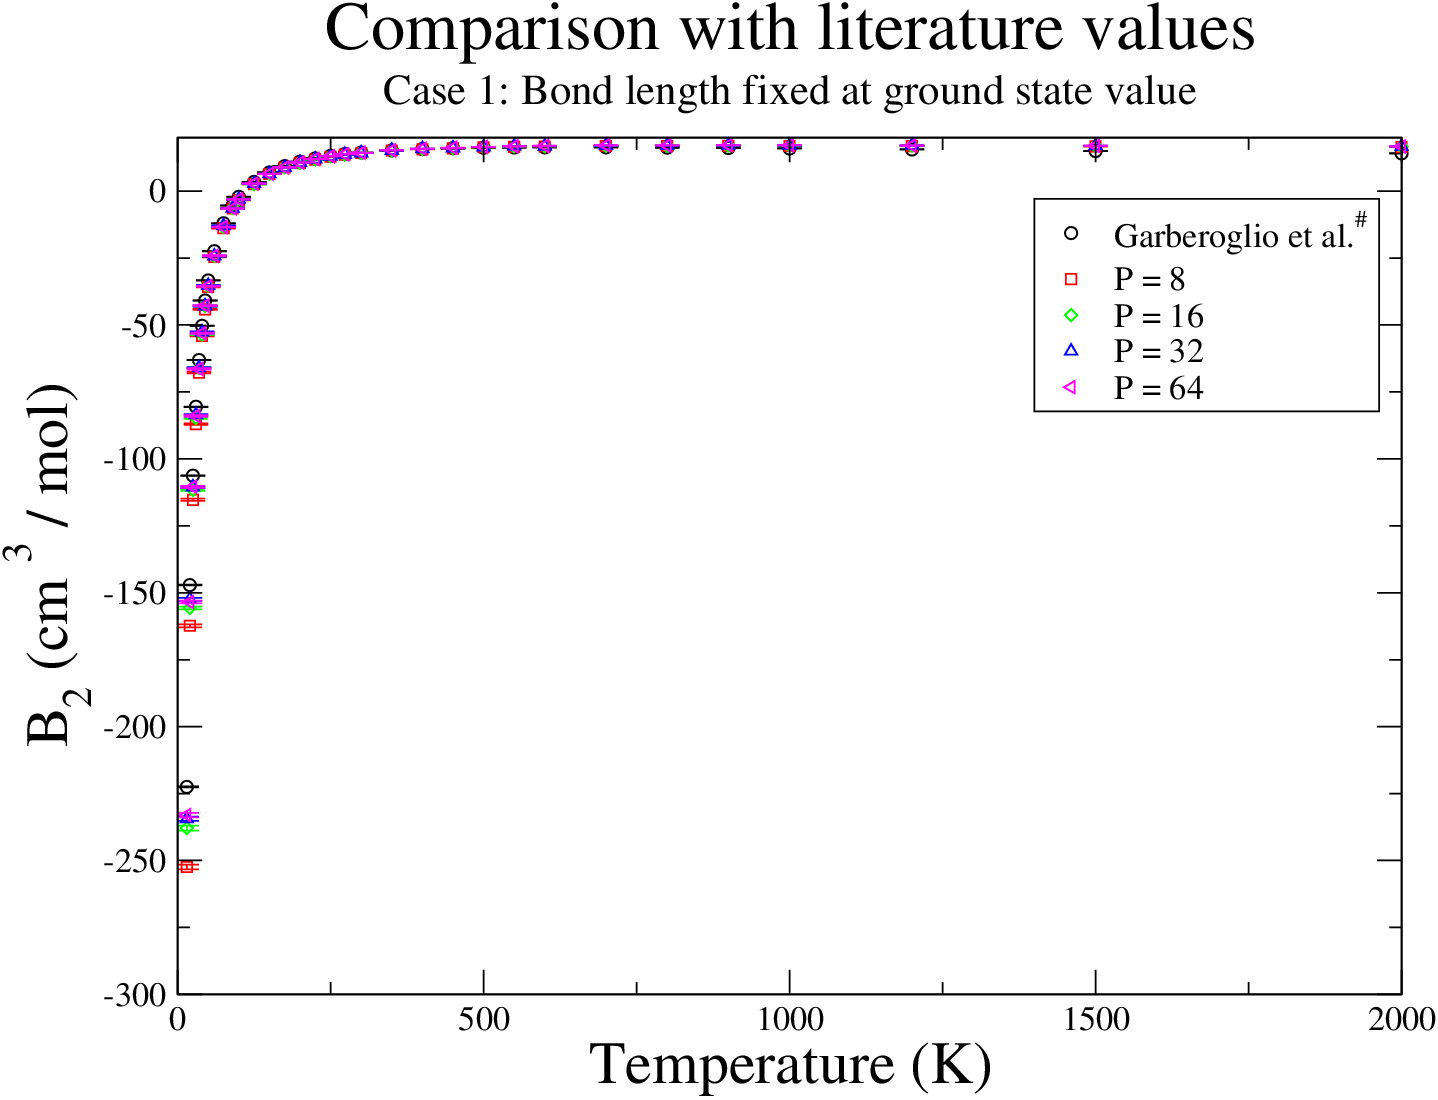 Comparison with literature values
Case 1: Bond length fixed at ground state value
Garberoglio et al.#
P = 8
P = 16
P = 32
P = 64
B2 (cm3 / mol)
0
-50
-100
-150
-200
-250
-300
0 500 1000 1500 2000
Temperature (K)